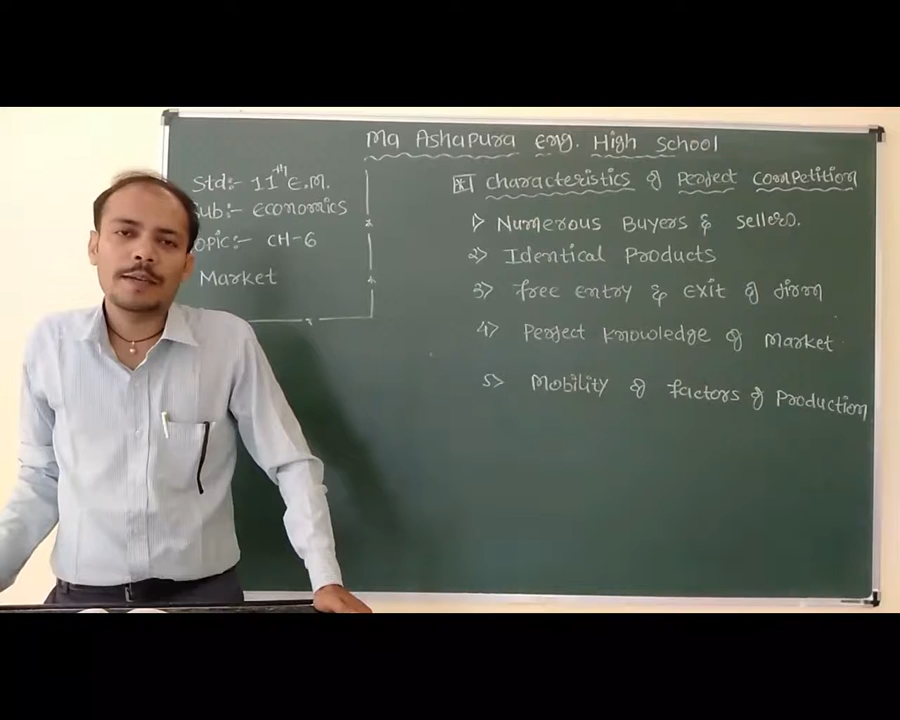 Ma Ashapura Eng. High School
Std:- 11th E.M.
Sub:- Economics
opic:- CH-6
Market
* Characteristics of Perfect Competition
1> Numerous Buyers & Sellers.
2> Identical Products
3> Free entry & Exit of firm
4> Perfect knowledge of Market
5> Mobility of factors of Production